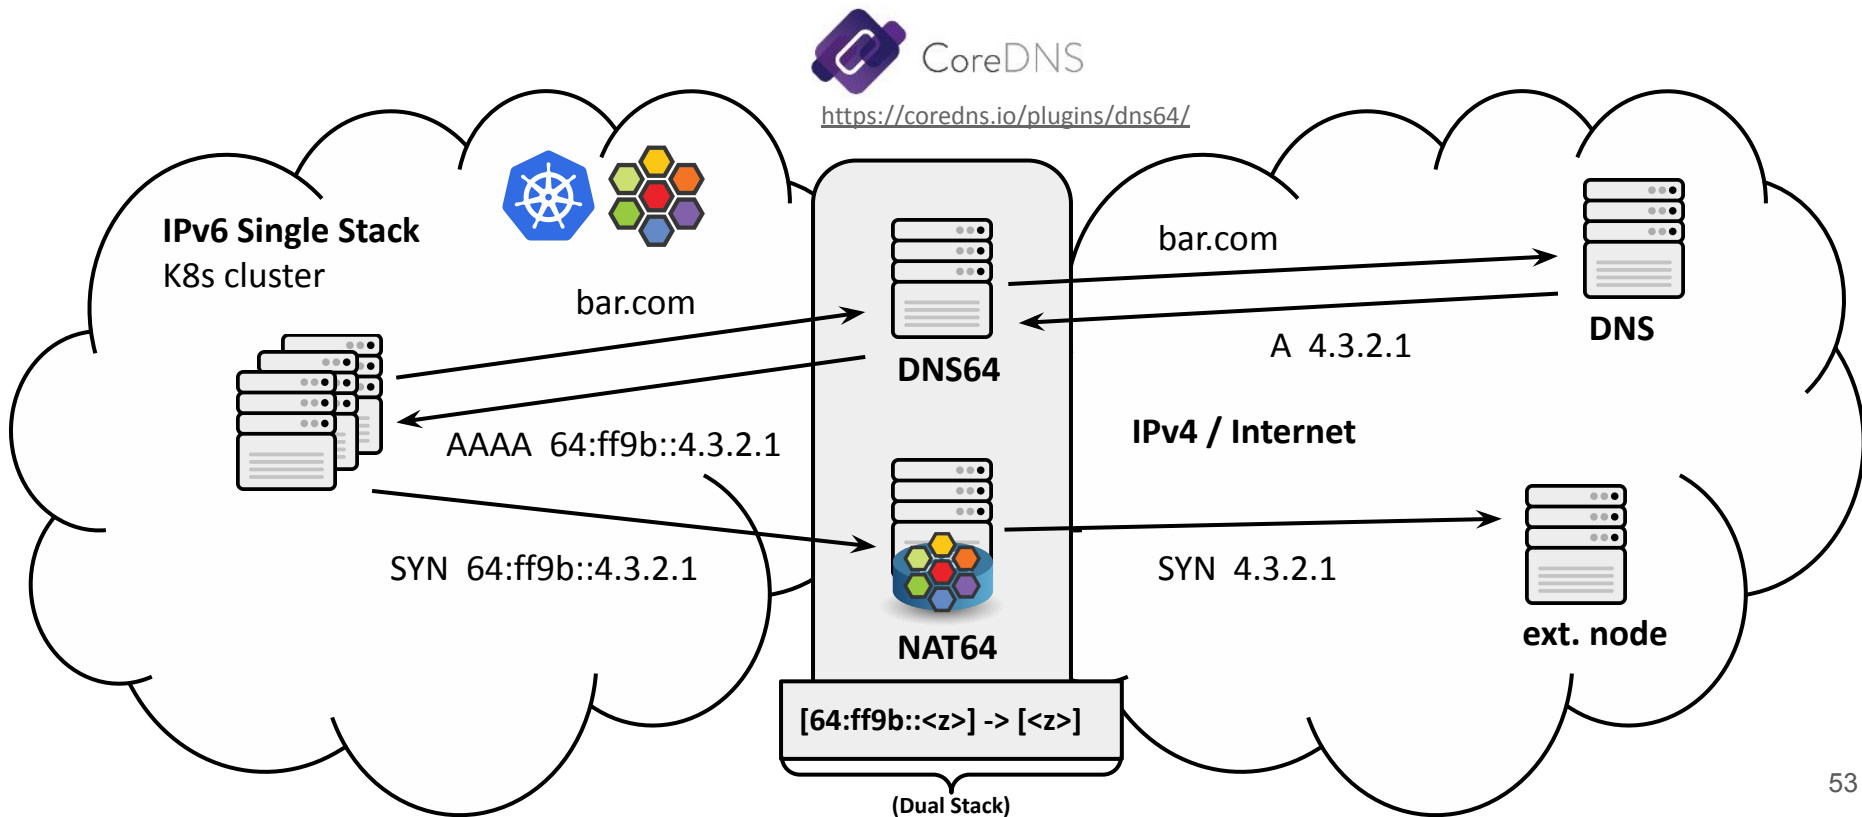 CoreDNS
https://coredns.io/plugins/dns64/
IPv6 Single Stack
K8s cluster
bar.com
bar.com
DNS
A 4.3.2.1
DNS64
AAAA 64:ff9b::4.3.2.1
IPv4 / Internet
SYN 64:ff9b::4.3.2.1
SYN 4.3.2.1
NAT64
ext. node
[64:ff9b::<z>] -> [<z>]
(Dual Stack)
53